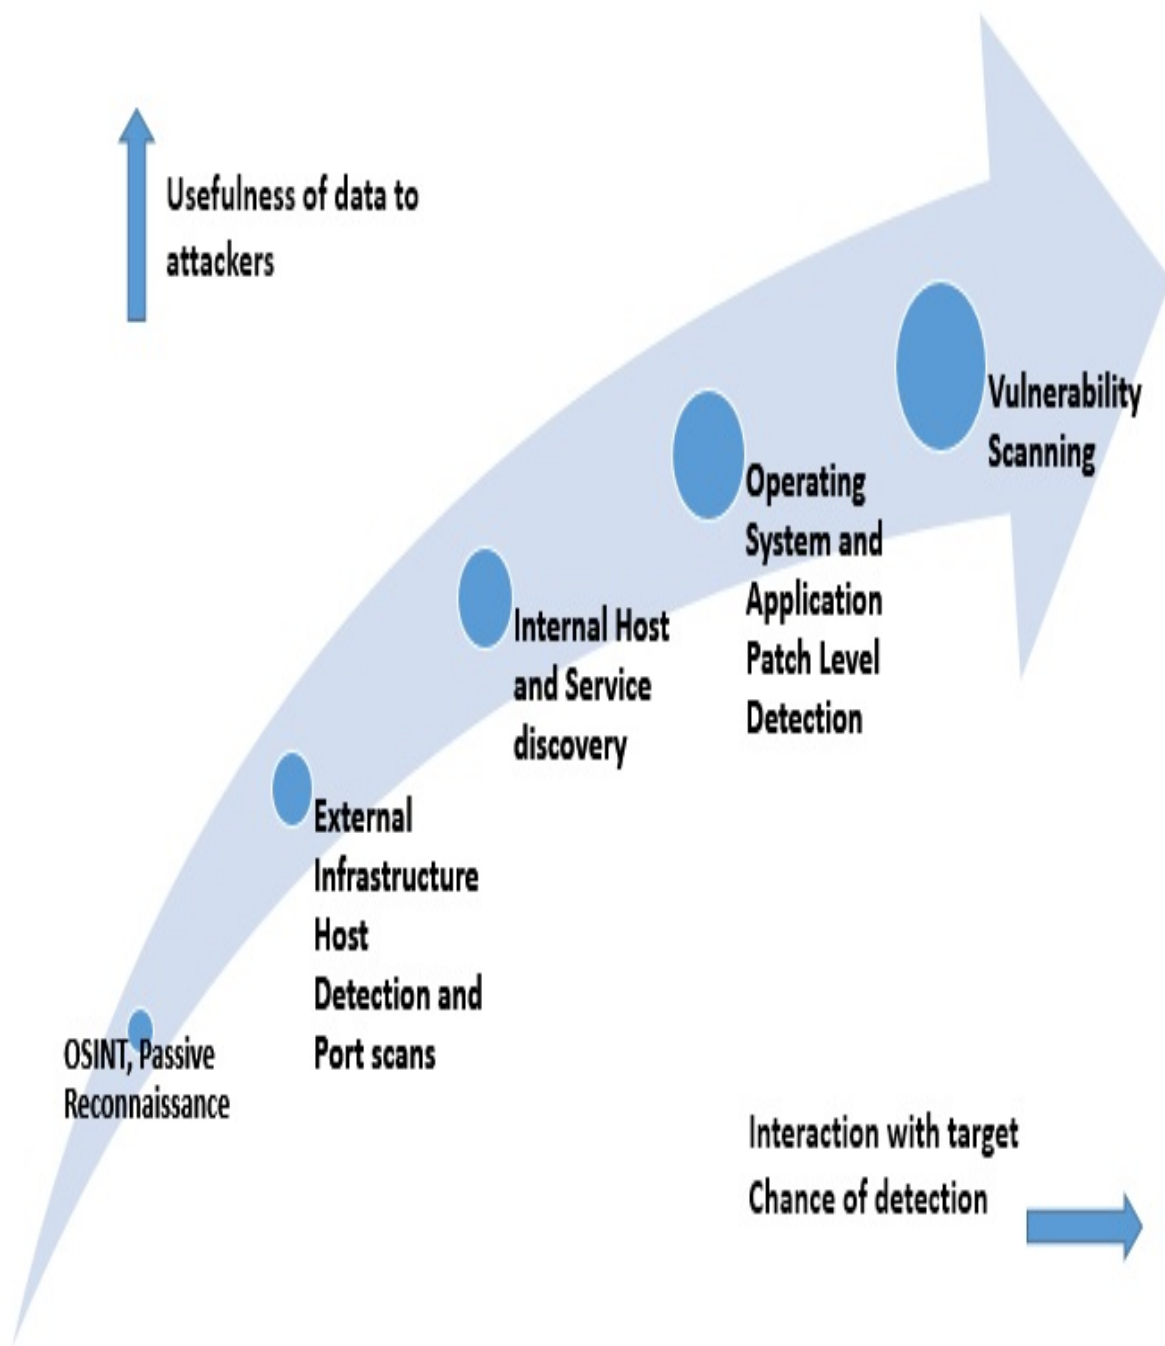 Usefulness of data to
attackers
Vulnerability
Scanning
Operating
System and
Application
Patch Level
Detection
Internal Host
and Service
discovery
External
Infrastructure
Host
Detection and
Port scans
OSINT, Passive
Reconnaissance
Interaction with target
Chance of detection